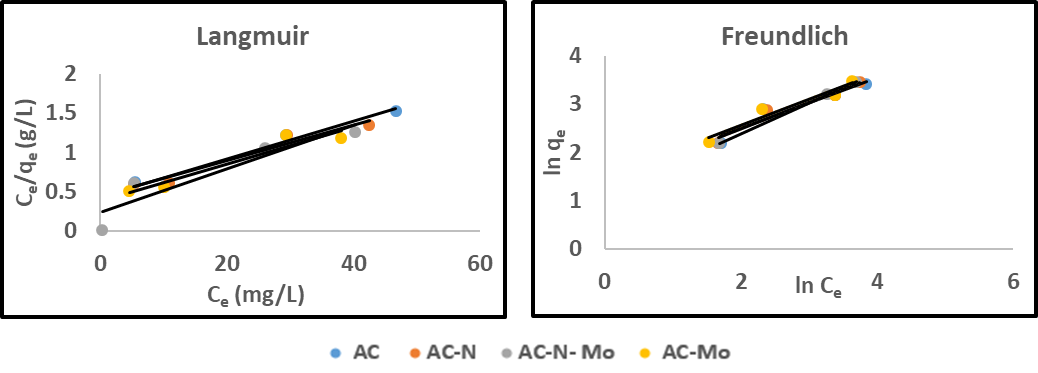 Langmuir
Cₑ/qₑ (g/L)
2
1.5
1
0.5
0
0 20 40 60
Cₑ (mg/L)
Freundlich
ln qₑ
4
3
2
1
0
0 2 4 6
ln Cₑ
AC AC-N AC-N- Mo AC-Mo